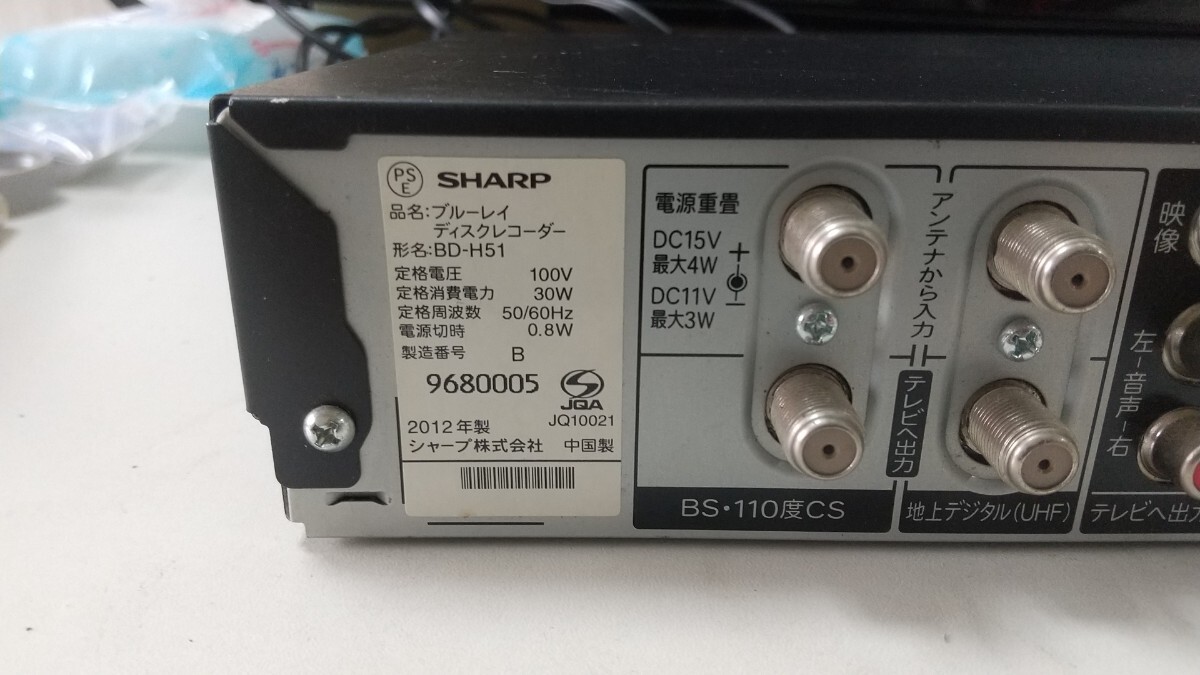 PS
E
SHARP
品名:ブルーレイ
ディスクレコーダー
形名:BD-H51
定格電圧 100V
定格消費電力 30W
定格周波数 50/60Hz
電源切時 0.8W
製造番号 B
9680005
JQA
JQ10021
2012年製
シャープ株式会社 中国製
電源重畳
DC15V
最大4W
DC11V
最大3W
+
−
アンテナから入力
テレビへ出力
BS・110度CS
地上デジタル(UHF)
映像
左−音声−右
テレビへ出力